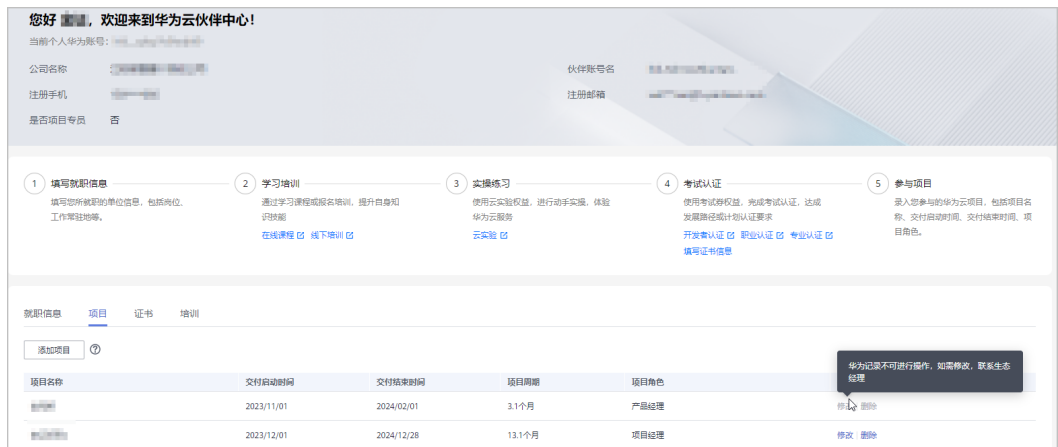 您好 ，欢迎来到华为云伙伴中心！
当前个人华为账号：
公司名称 伙伴账号名
注册手机 注册邮箱
是否项目专员 否
1 填写就职信息 2 学习培训 3 实操练习 4 考试认证 5 参与项目
填写您所就职的单位信息，包括岗位、 通过学习课程或报名培训，提升自身知 使用云实验权益，进行动手实操，体验 使用考试券权益，完成考试认证，达成 录入您参与的华为云项目，包括项目名
工作常驻地等。 识技能 华为云服务 发展路径或计划认证要求 称、交付启动时间、交付结束时间、项
在线课程 线下培训 云实验 开发者认证 职业认证 专业认证 目角色。
填写证书信息
就职信息 项目 证书 培训
添加项目 ?
华为记录不可进行操作，如需修改，联系生态
经理
项目名称 交付启动时间 交付结束时间 项目周期 项目角色
2023/11/01 2024/02/01 3.1个月 产品经理 修改 删除
2023/12/01 2024/12/28 13.1个月 项目经理 修改 删除